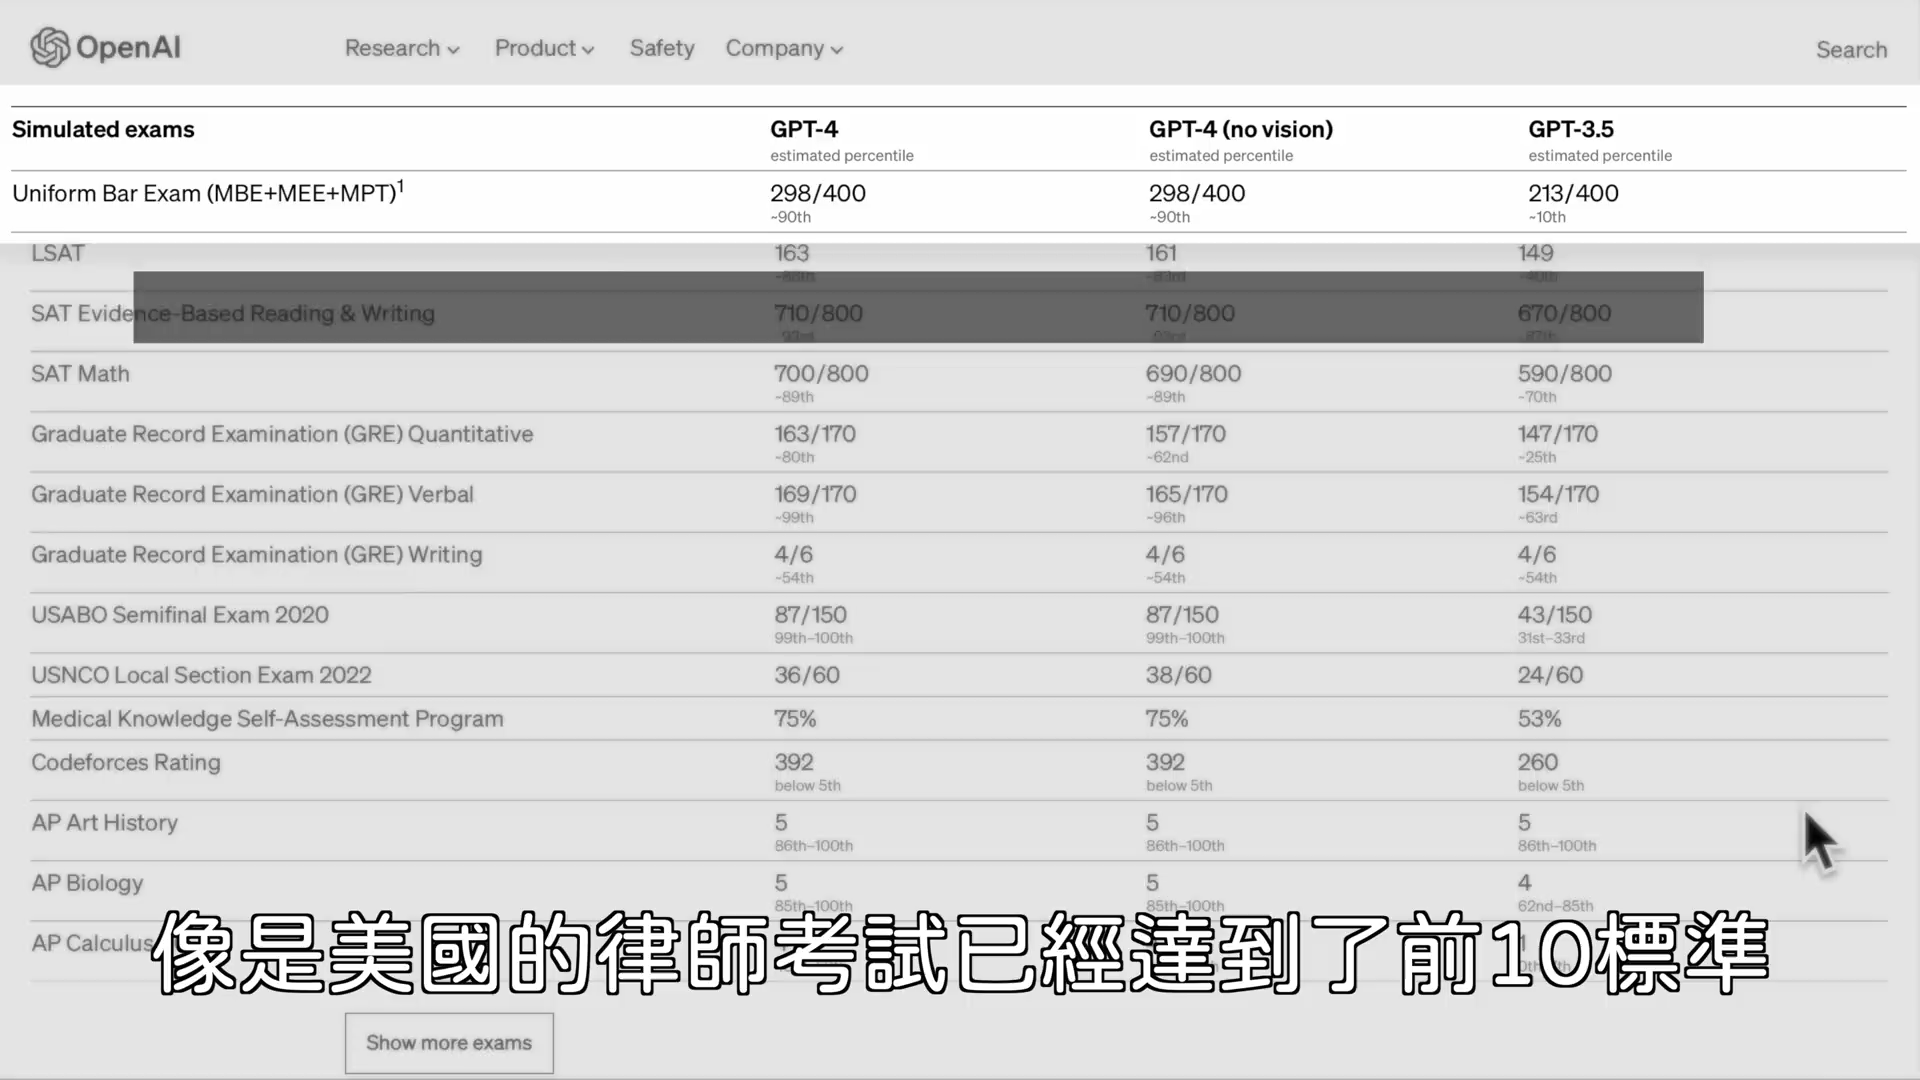 OpenAI Research Product Safety Company Search
Simulated exams GPT-4 GPT-4 (no vision) GPT-3.5
estimated percentile estimated percentile estimated percentile
Uniform Bar Exam (MBE+MEE+MPT)1 298/400 298/400 213/400
~90th ~90th ~10th
LSAT 163 161 149
SAT Evidence-Based Reading & Writing 710/800 710/800 670/800
SAT Math 700/800 690/800 590/800
~89th ~89th ~70th
Graduate Record Examination (GRE) Quantitative 163/170 157/170 147/170
~80th ~62nd ~25th
Graduate Record Examination (GRE) Verbal 169/170 165/170 154/170
~99th ~96th ~63rd
Graduate Record Examination (GRE) Writing 4/6 4/6 4/6
~54th ~54th ~54th
USABO Semifinal Exam 2020 87/150 87/150 43/150
99th–100th 99th–100th 31st–33rd
USNCO Local Section Exam 2022 36/60 38/60 24/60
Medical Knowledge Self-Assessment Program 75% 75% 53%
Codeforces Rating 392 392 260
below 5th below 5th below 5th
AP Art History 5 5 5
86th–100th 86th–100th 86th–100th
AP Biology 5 5 4
85th–100th 85th–100th 62nd–85th
AP Calculus
像是美國的律師考試已經達到了前10標準
Show more exams